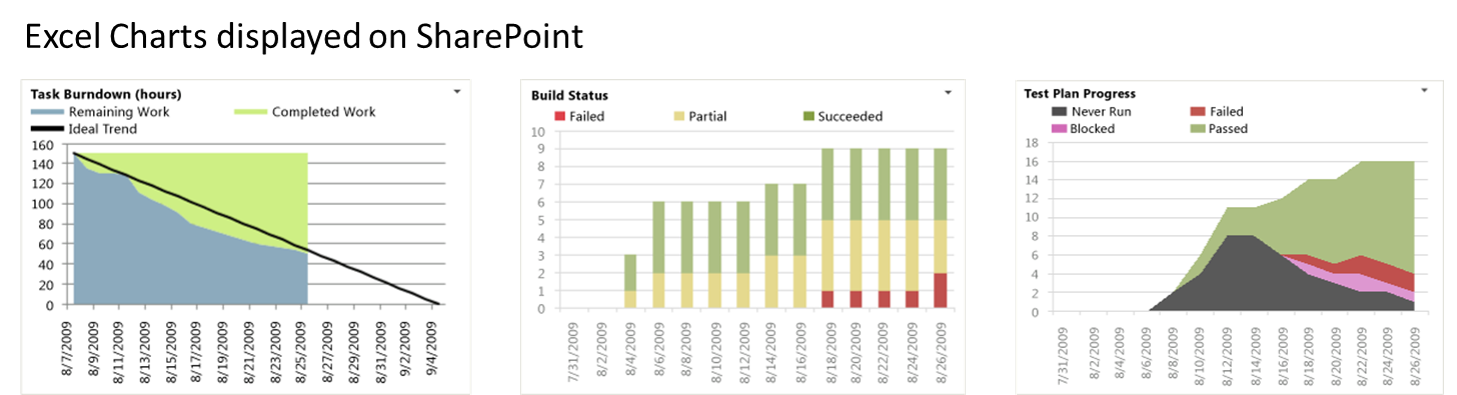 Excel Charts displayed on SharePoint
Task Burndown (hours)
Remaining Work Completed Work
Ideal Trend
160
140
120
100
80
60
40
20
0
8/7/2009 8/9/2009 8/11/2009 8/13/2009 8/15/2009 8/17/2009 8/19/2009 8/21/2009 8/23/2009 8/25/2009 8/27/2009 8/29/2009 8/31/2009 9/2/2009 9/4/2009
Build Status
Failed Partial Succeeded
10
9
8
7
6
5
4
3
2
1
0
7/31/2009 8/2/2009 8/4/2009 8/6/2009 8/8/2009 8/10/2009 8/12/2009 8/14/2009 8/16/2009 8/18/2009 8/20/2009 8/22/2009 8/24/2009 8/26/2009
Test Plan Progress
Never Run Failed
Blocked Passed
18
16
14
12
10
8
6
4
2
0
7/31/2009 8/2/2009 8/4/2009 8/6/2009 8/8/2009 8/10/2009 8/12/2009 8/14/2009 8/16/2009 8/18/2009 8/20/2009 8/22/2009 8/24/2009 8/26/2009